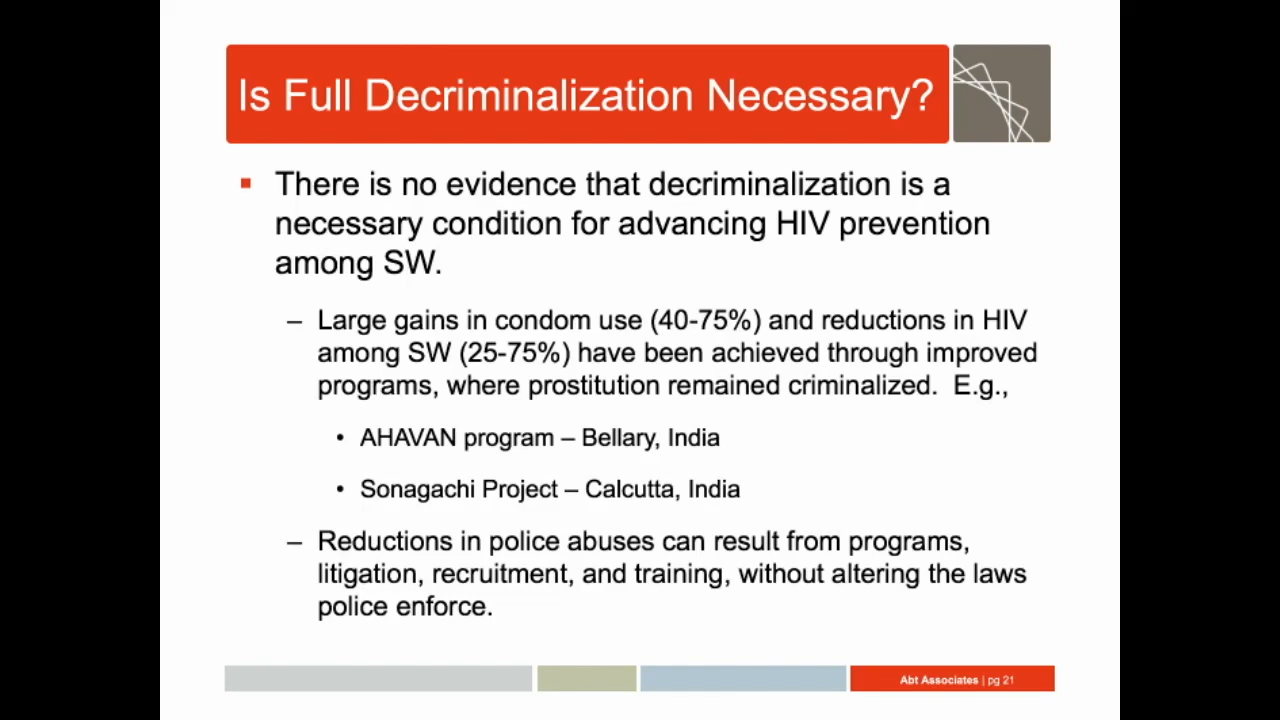 Is Full Decriminalization Necessary?
▪ There is no evidence that decriminalization is a
necessary condition for advancing HIV prevention
among SW.
– Large gains in condom use (40-75%) and reductions in HIV
among SW (25-75%) have been achieved through improved
programs, where prostitution remained criminalized. E.g.,
• AHAVAN program – Bellary, India
• Sonagachi Project – Calcutta, India
– Reductions in police abuses can result from programs,
litigation, recruitment, and training, without altering the laws
police enforce.
Abt Associates | pg 21